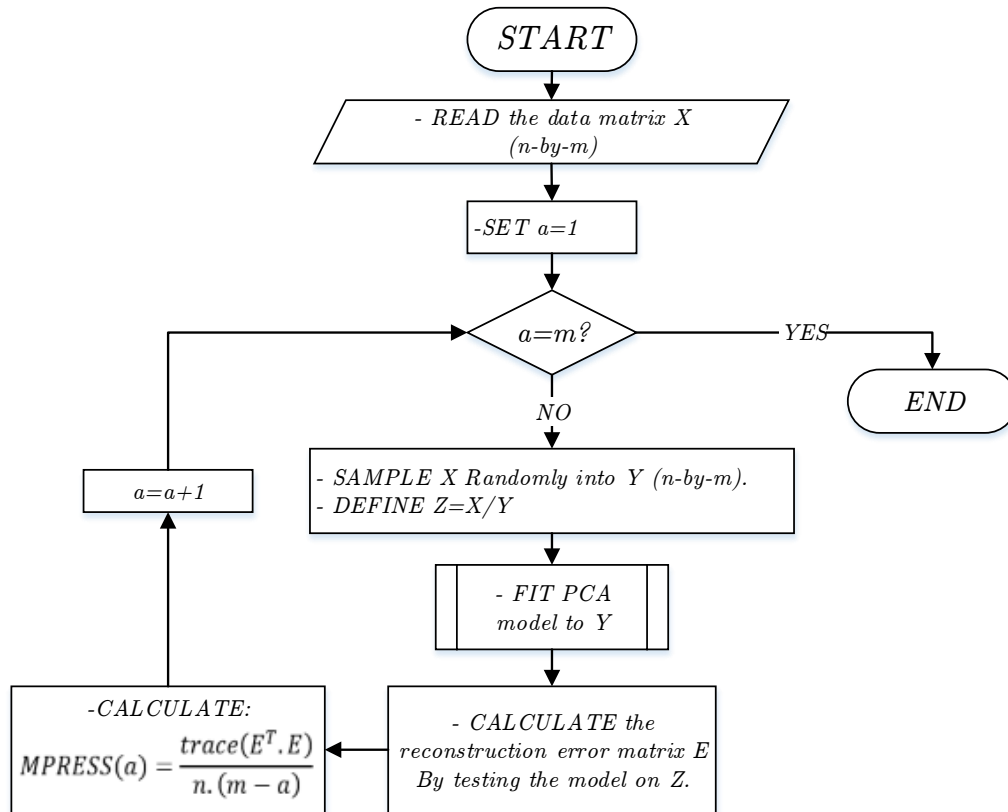 START
- READ the data matrix X
(n-by-m)
-SET a=1
a=m?
YES
END
NO
- SAMPLE X Randomly into Y (n-by-m).
- DEFINE Z=X/Y
a=a+1
- FIT PCA
model to Y
- CALCULATE the
reconstruction error matrix E
By testing the model on Z.
-CALCULATE:
MPRESS(a) = trace(E^T.E) / n.(m − a)